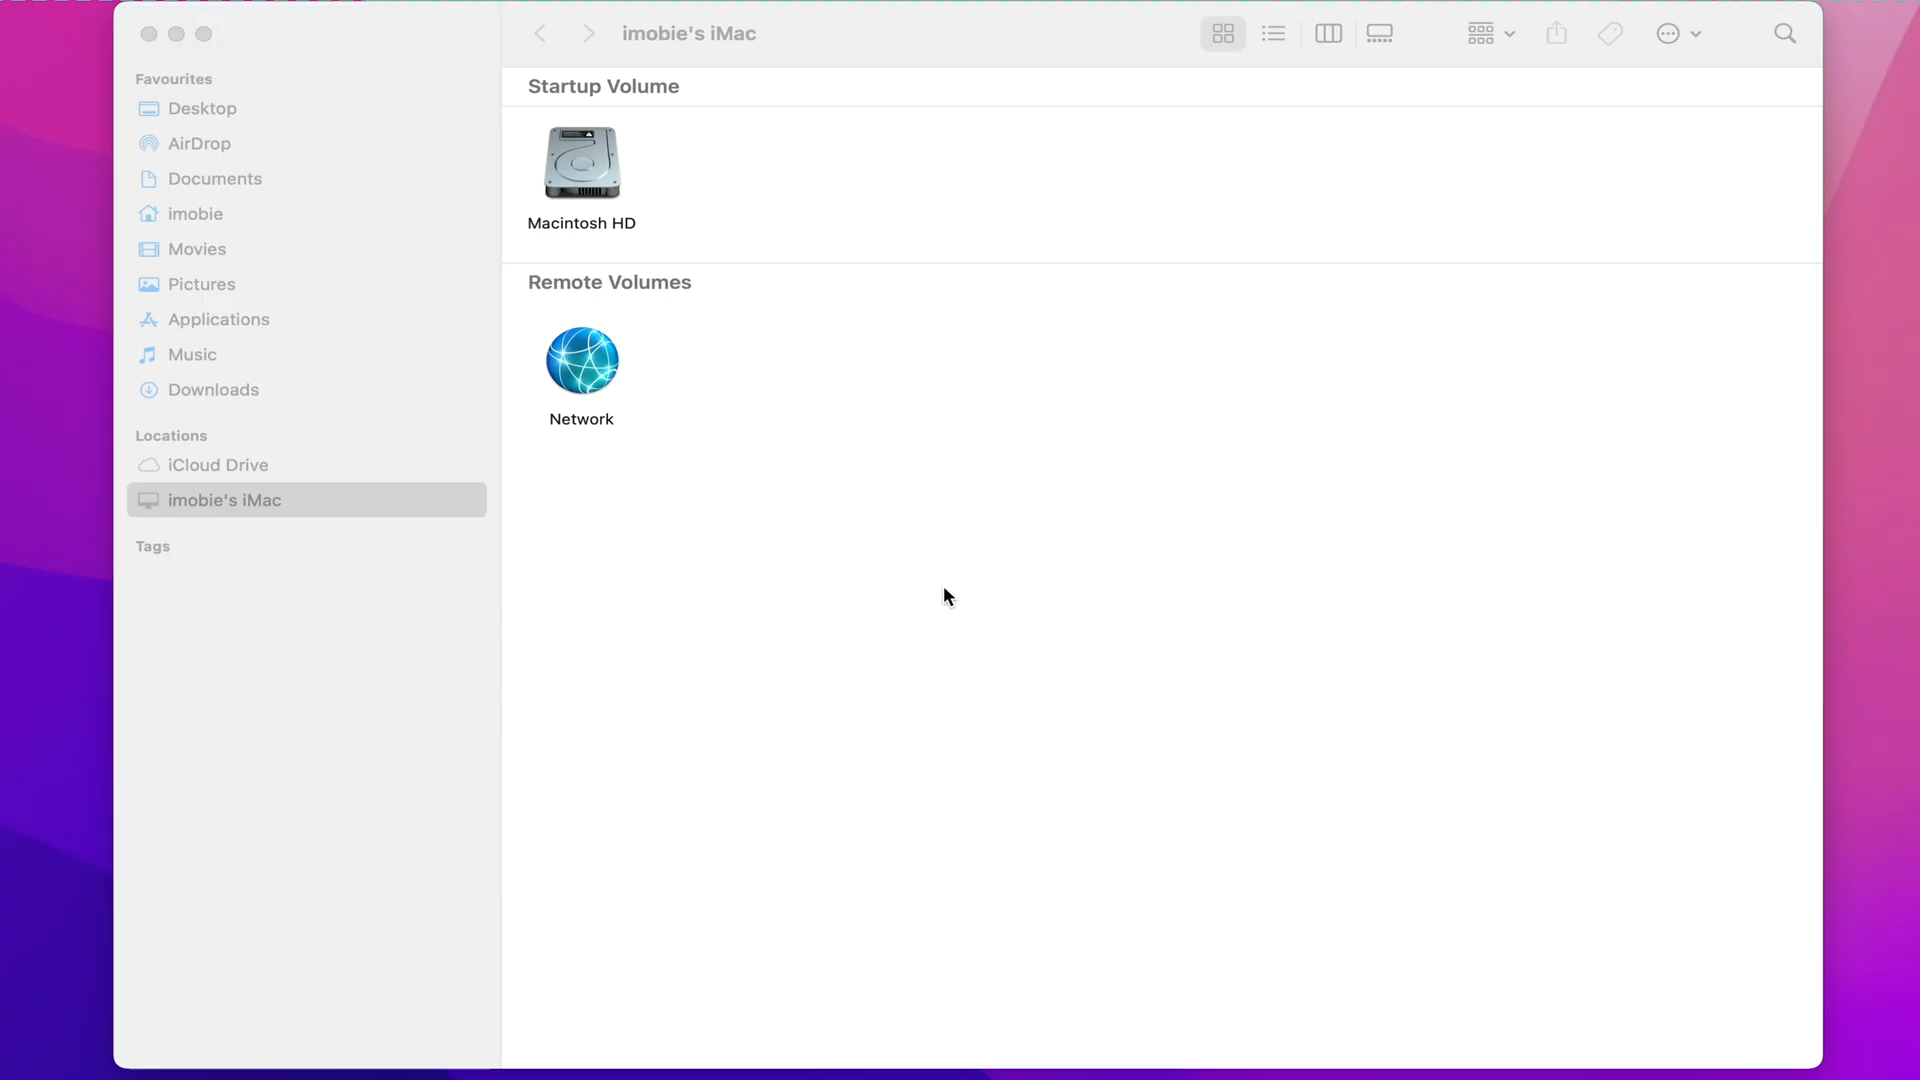 imobie's iMac
Favourites
Desktop
AirDrop
Documents
imobie
Movies
Pictures
Applications
Music
Downloads
Locations
iCloud Drive
imobie's iMac
Tags
Startup Volume
Macintosh HD
Remote Volumes
Network